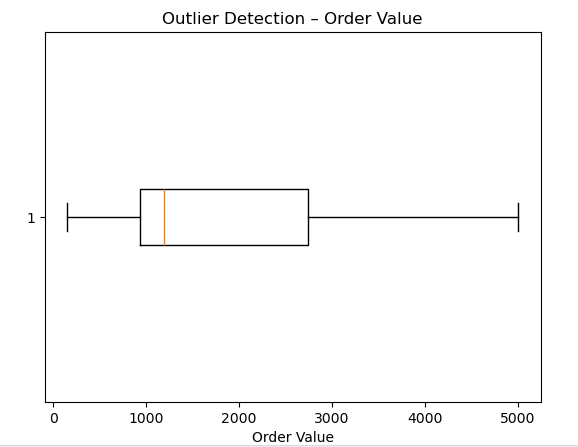 Outlier Detection – Order Value
1
0 1000 2000 3000 4000 5000
Order Value